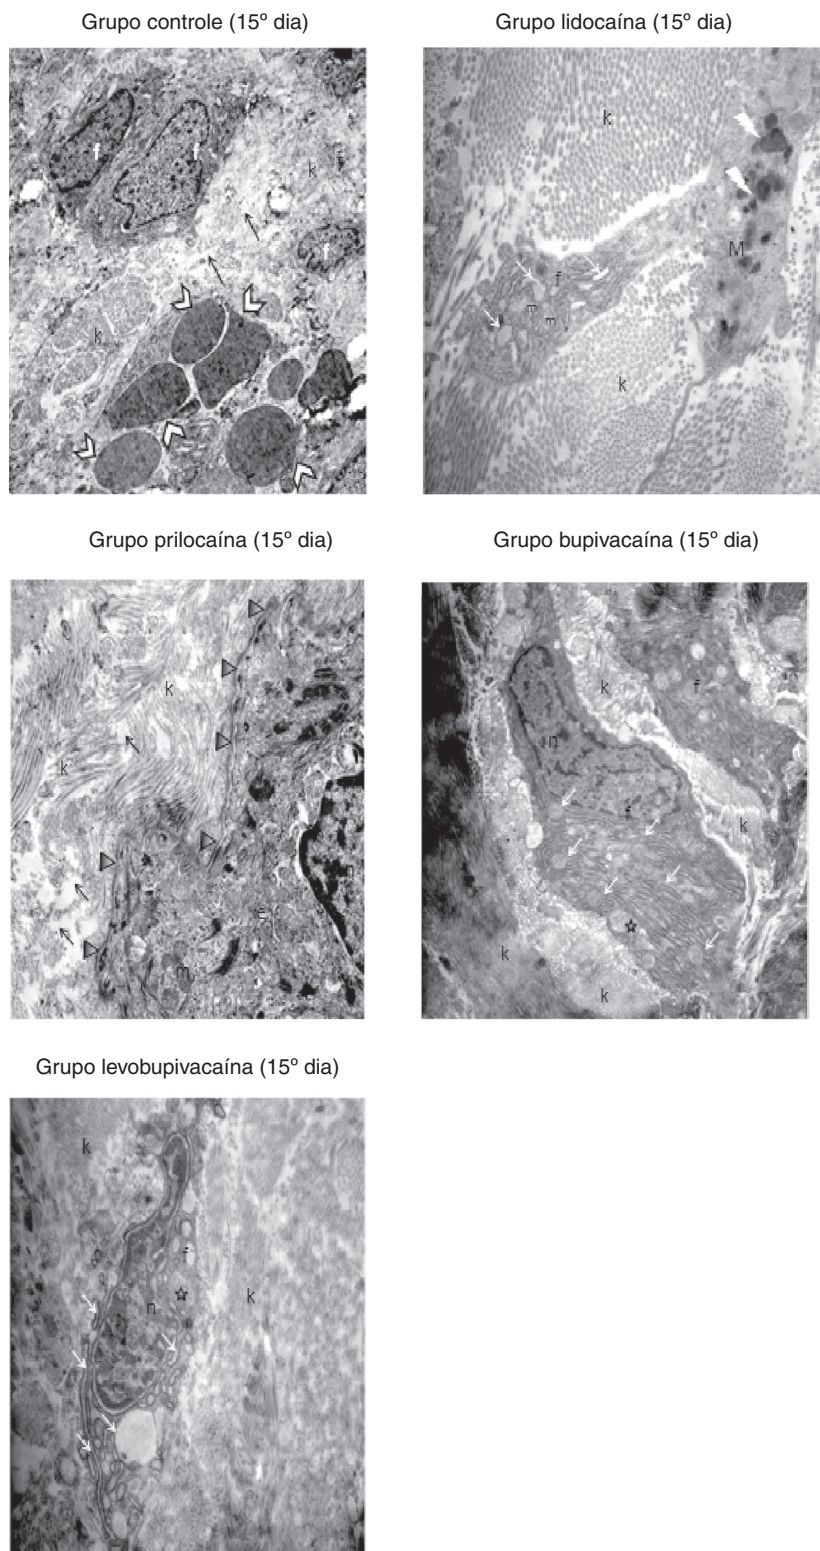 Grupo controle (15º dia)
Grupo lidocaína (15º dia)
f
f
k
f
k
k
M
f
m
m
k
Grupo prilocaína (15º dia)
Grupo bupivacaína (15º dia)
k
k
n
e
m
k
f
n
f
k
k
k
Grupo levobupivacaína (15º dia)
k
f
n
k